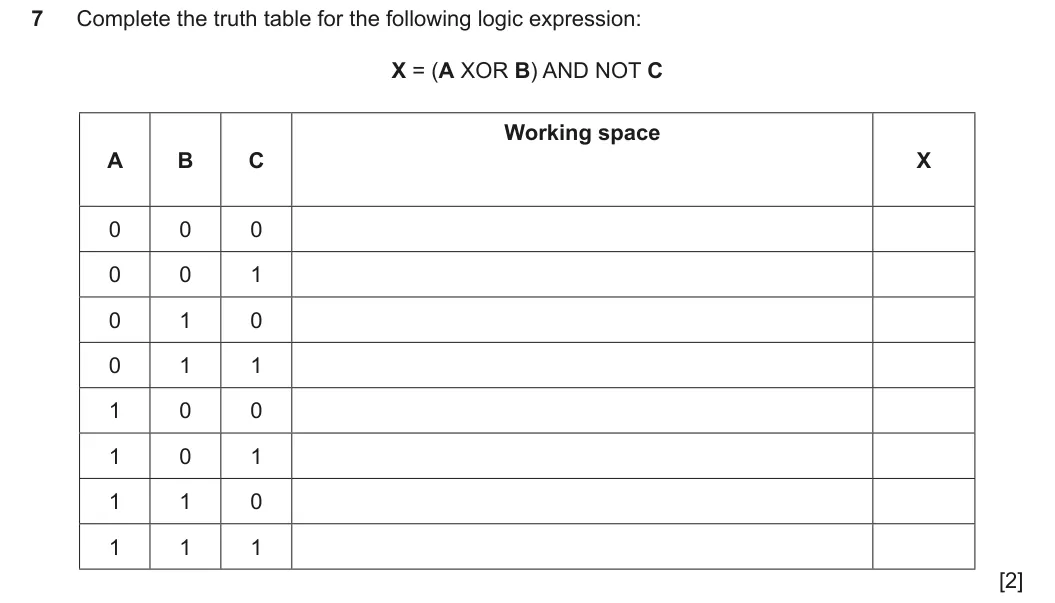 7 Complete the truth table for the following logic expression:
X = (A XOR B) AND NOT C
A B C Working space X
0 0 0
0 0 1
0 1 0
0 1 1
1 0 0
1 0 1
1 1 0
1 1 1
[2]